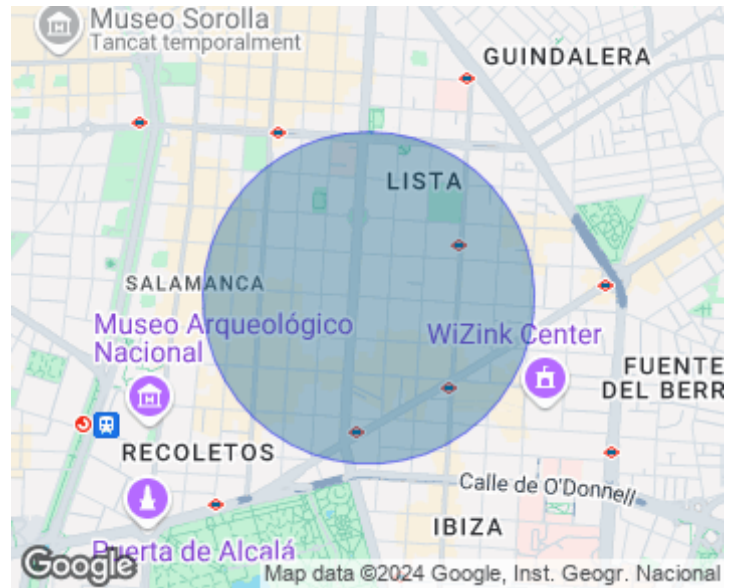 Museo Sorolla
Tancat temporalment
GUINDALERA
LISTA
SALAMANCA
Museo Arqueológico
Nacional
WiZink Center
FUENTE
DEL BERR
RECOLETOS
Calle de O'Donnell
IBIZA
Puerta de Alcalá
Google
Map data ©2024 Google, Inst. Geogr. Nacional